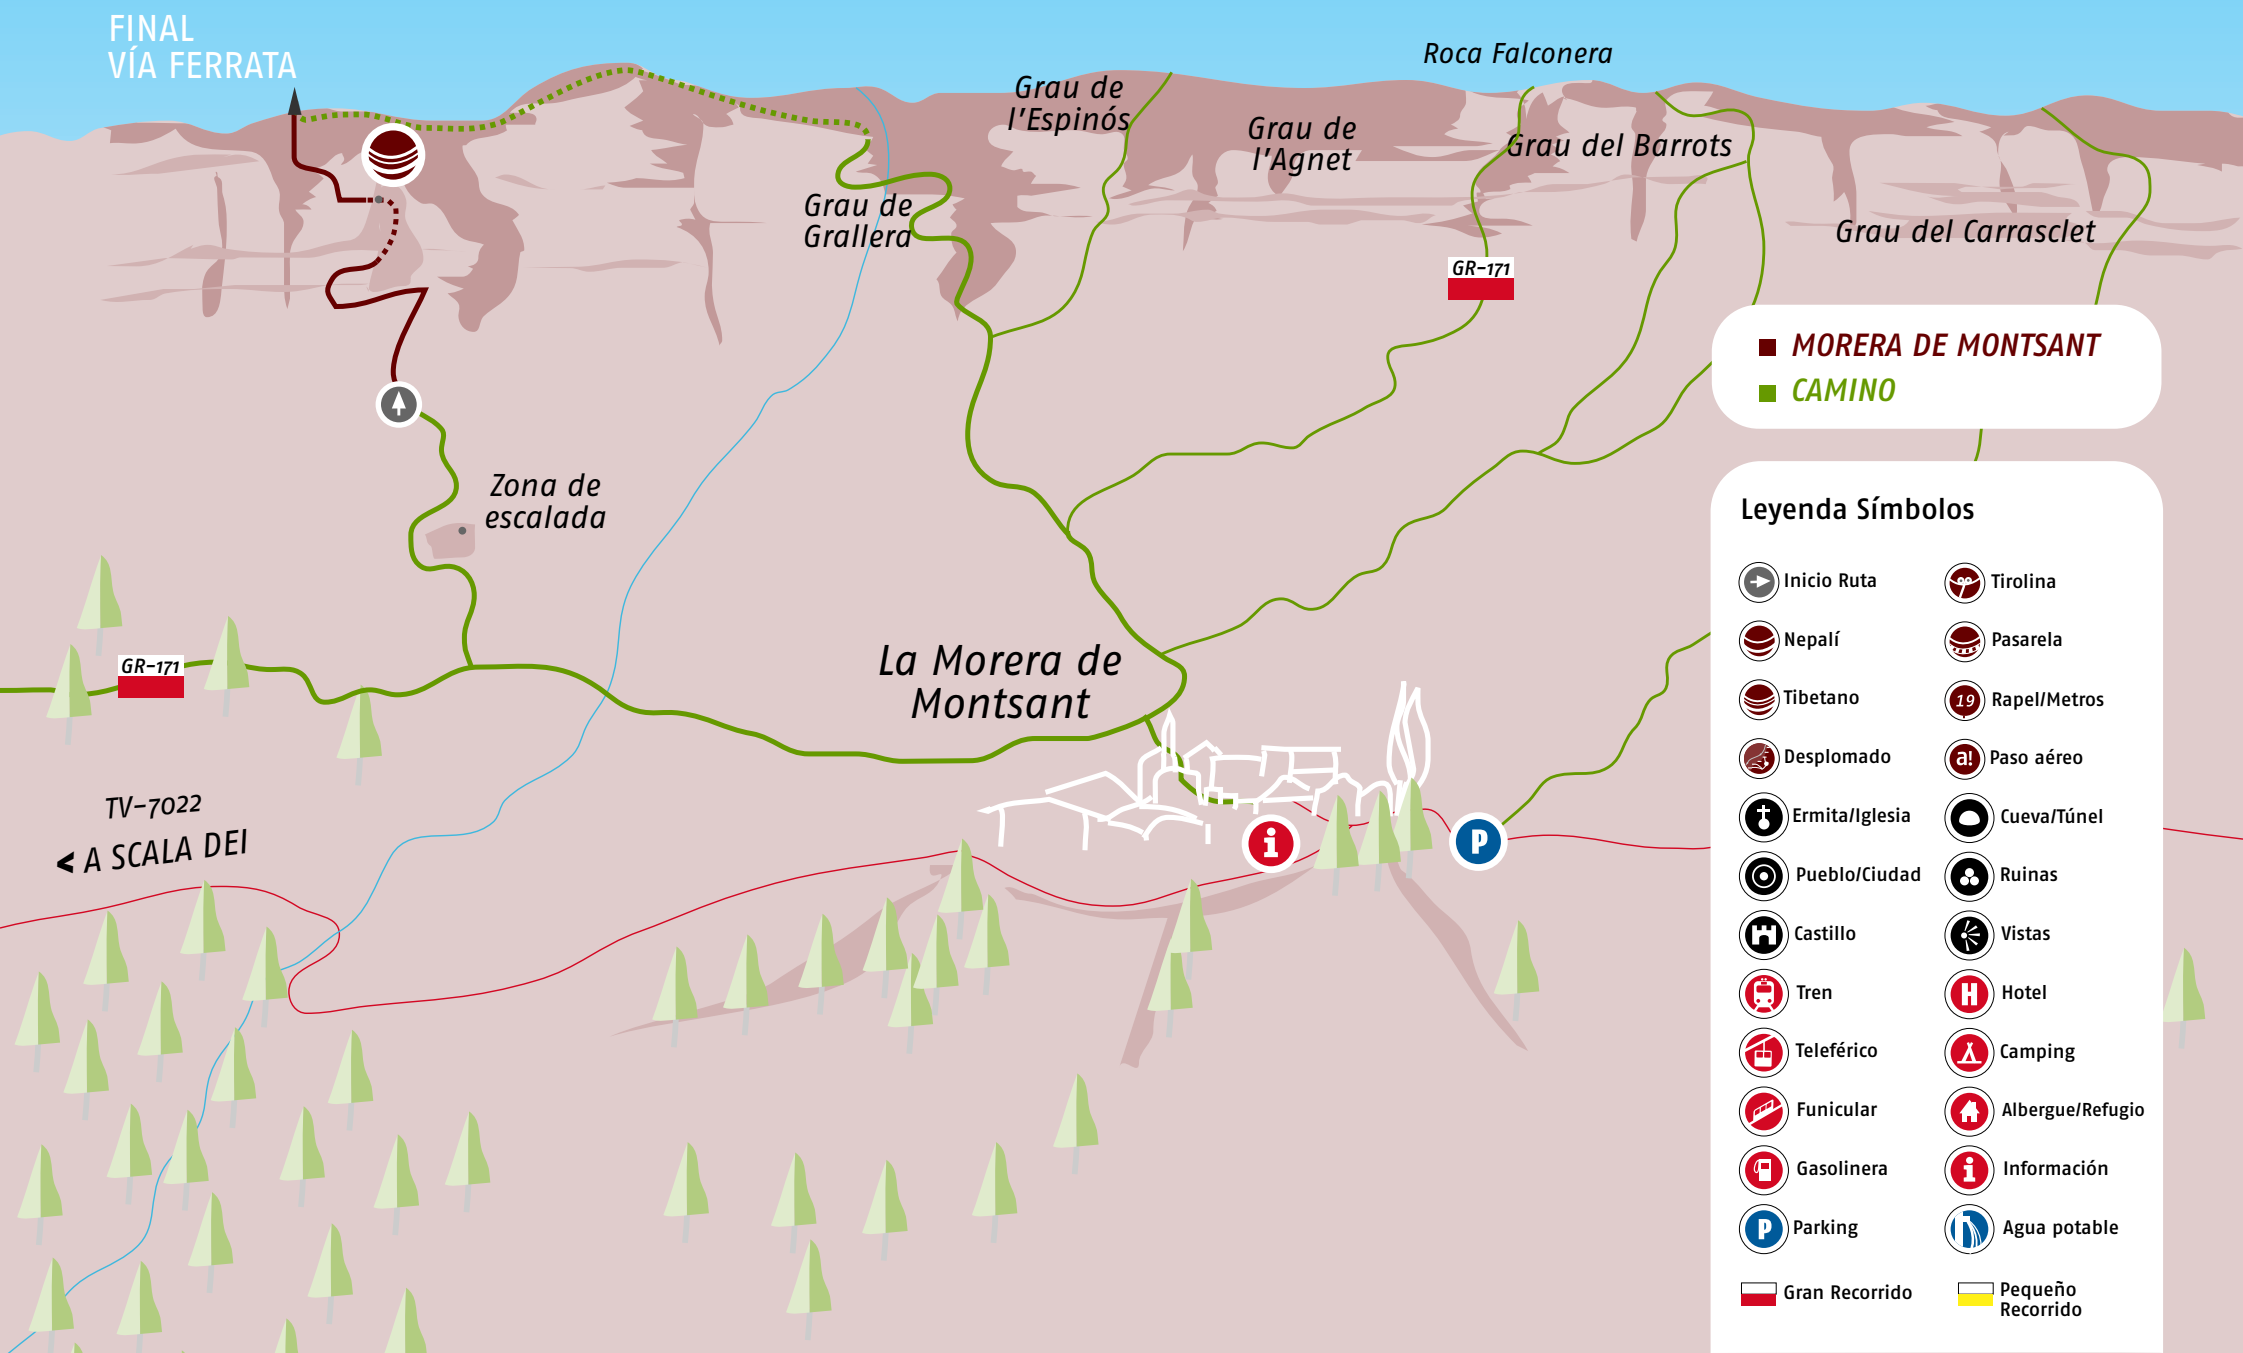 FINAL
VÍA FERRATA
Roca Falconera
Grau de
l'Espinós
Grau de
l'Agnet
Grau del Barrots
Grau de
Grallera
Grau del Carrasclet
GR-171
MORERA DE MONTSANT
CAMINO
Zona de
escalada
La Morera de
Montsant
GR-171
TV-7022
< A SCALA DEI
i
P
Leyenda Símbolos
Inicio Ruta
Tirolina
Nepalí
Pasarela
Tibetano
19 Rapel/Metros
Desplomado
a! Paso aéreo
Ermita/Iglesia
Cueva/Túnel
Pueblo/Ciudad
Ruinas
Castillo
Vistas
Tren
H Hotel
Teleférico
Camping
Funicular
Albergue/Refugio
Gasolinera
i Información
P Parking
Agua potable
Gran Recorrido
Pequeño
Recorrido